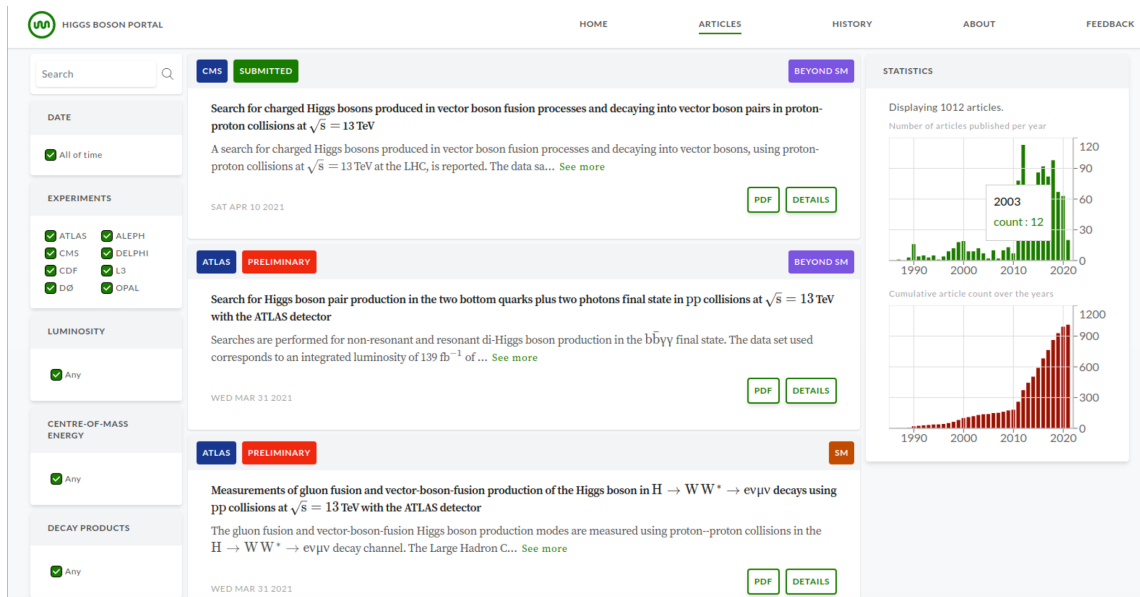 HIGGS BOSON PORTAL
HOME
ARTICLES
HISTORY
ABOUT
FEEDBACK
Search
DATE
All of time
EXPERIMENTS
ATLAS
ALEPH
CMS
DELPHI
CDF
L3
DØ
OPAL
LUMINOSITY
Any
CENTRE-OF-MASS
ENERGY
Any
DECAY PRODUCTS
Any
CMS
SUBMITTED
BEYOND SM
Search for charged Higgs bosons produced in vector boson fusion processes and decaying into vector boson pairs in proton-
proton collisions at √s = 13 TeV
A search for charged Higgs bosons produced in vector boson fusion processes and decaying into vector bosons, using proton-
proton collisions at √s = 13 TeV at the LHC, is reported. The data sa... See more
SAT APR 10 2021
PDF
DETAILS
ATLAS
PRELIMINARY
BEYOND SM
Search for Higgs boson pair production in the two bottom quarks plus two photons final state in pp collisions at √s = 13 TeV
with the ATLAS detector
Searches are performed for non-resonant and resonant di-Higgs boson production in the bb̄γγ final state. The data set used
corresponds to an integrated luminosity of 139 fb⁻¹ of ... See more
WED MAR 31 2021
PDF
DETAILS
ATLAS
PRELIMINARY
SM
Measurements of gluon fusion and vector-boson-fusion production of the Higgs boson in H → WW* → eνμν decays using
pp collisions at √s = 13 TeV with the ATLAS detector
The gluon fusion and vector-boson-fusion Higgs boson production modes are measured using proton--proton collisions in the
H → WW* → eνμν decay channel. The Large Hadron C... See more
WED MAR 31 2021
PDF
DETAILS
STATISTICS
Displaying 1012 articles.
Number of articles published per year
120
90
60
30
0
2003
count : 12
1990
2000
2010
2020
Cumulative article count over the years
1200
900
600
300
0
1990
2000
2010
2020